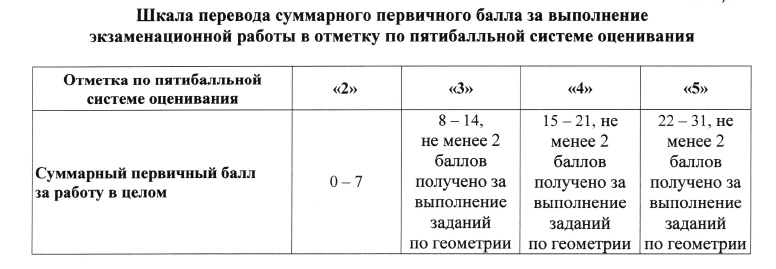 Шкала перевода суммарного первичного балла за выполнение
экзаменационной работы в отметку по пятибалльной системе оценивания
Отметка по пятибалльной
системе оценивания
«2»
«3»
«4»
«5»
Суммарный первичный балл
за работу в целом
0 – 7
8 – 14,
не менее 2
баллов
получено за
выполнение
заданий
по геометрии
15 – 21, не
менее 2
баллов
получено за
выполнение
заданий
по геометрии
22 – 31, не
менее 2
баллов
получено за
выполнение
заданий
по геометрии